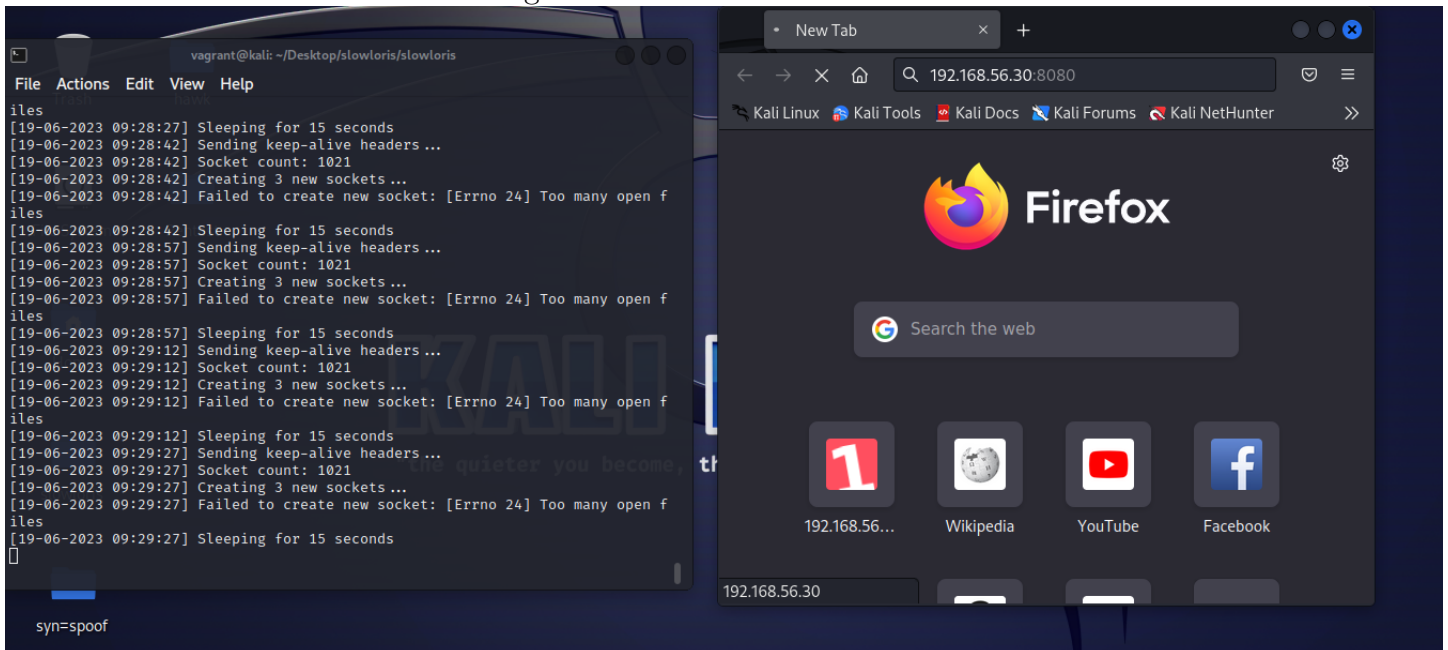 vagrant@kali: ~/Desktop/slowloris/slowloris
File Actions Edit View Help
iles
[19-06-2023 09:28:27] Sleeping for 15 seconds
[19-06-2023 09:28:42] Sending keep-alive headers...
[19-06-2023 09:28:42] Socket count: 1021
[19-06-2023 09:28:42] Creating 3 new sockets...
[19-06-2023 09:28:42] Failed to create new socket: [Errno 24] Too many open f
iles
[19-06-2023 09:28:42] Sleeping for 15 seconds
[19-06-2023 09:28:57] Sending keep-alive headers...
[19-06-2023 09:28:57] Socket count: 1021
[19-06-2023 09:28:57] Creating 3 new sockets...
[19-06-2023 09:28:57] Failed to create new socket: [Errno 24] Too many open f
iles
[19-06-2023 09:28:57] Sleeping for 15 seconds
[19-06-2023 09:29:12] Sending keep-alive headers...
[19-06-2023 09:29:12] Socket count: 1021
[19-06-2023 09:29:12] Creating 3 new sockets...
[19-06-2023 09:29:12] Failed to create new socket: [Errno 24] Too many open f
iles
[19-06-2023 09:29:12] Sleeping for 15 seconds
[19-06-2023 09:29:27] Sending keep-alive headers...
[19-06-2023 09:29:27] Socket count: 1021
[19-06-2023 09:29:27] Creating 3 new sockets...
[19-06-2023 09:29:27] Failed to create new socket: [Errno 24] Too many open f
iles
[19-06-2023 09:29:27] Sleeping for 15 seconds
KALI
the quieter you become, th
syn=spoof
New Tab
192.168.56.30:8080
Kali Linux Kali Tools Kali Docs Kali Forums Kali NetHunter
Firefox
Search the web
192.168.56... Wikipedia YouTube Facebook
192.168.56.30